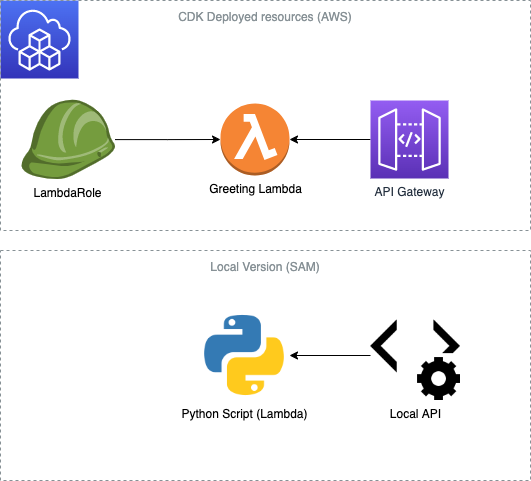 CDK Deployed resources (AWS)
LambdaRole
Greeting Lambda
</>
API Gateway
Local Version (SAM)
Python Script (Lambda)
Local API